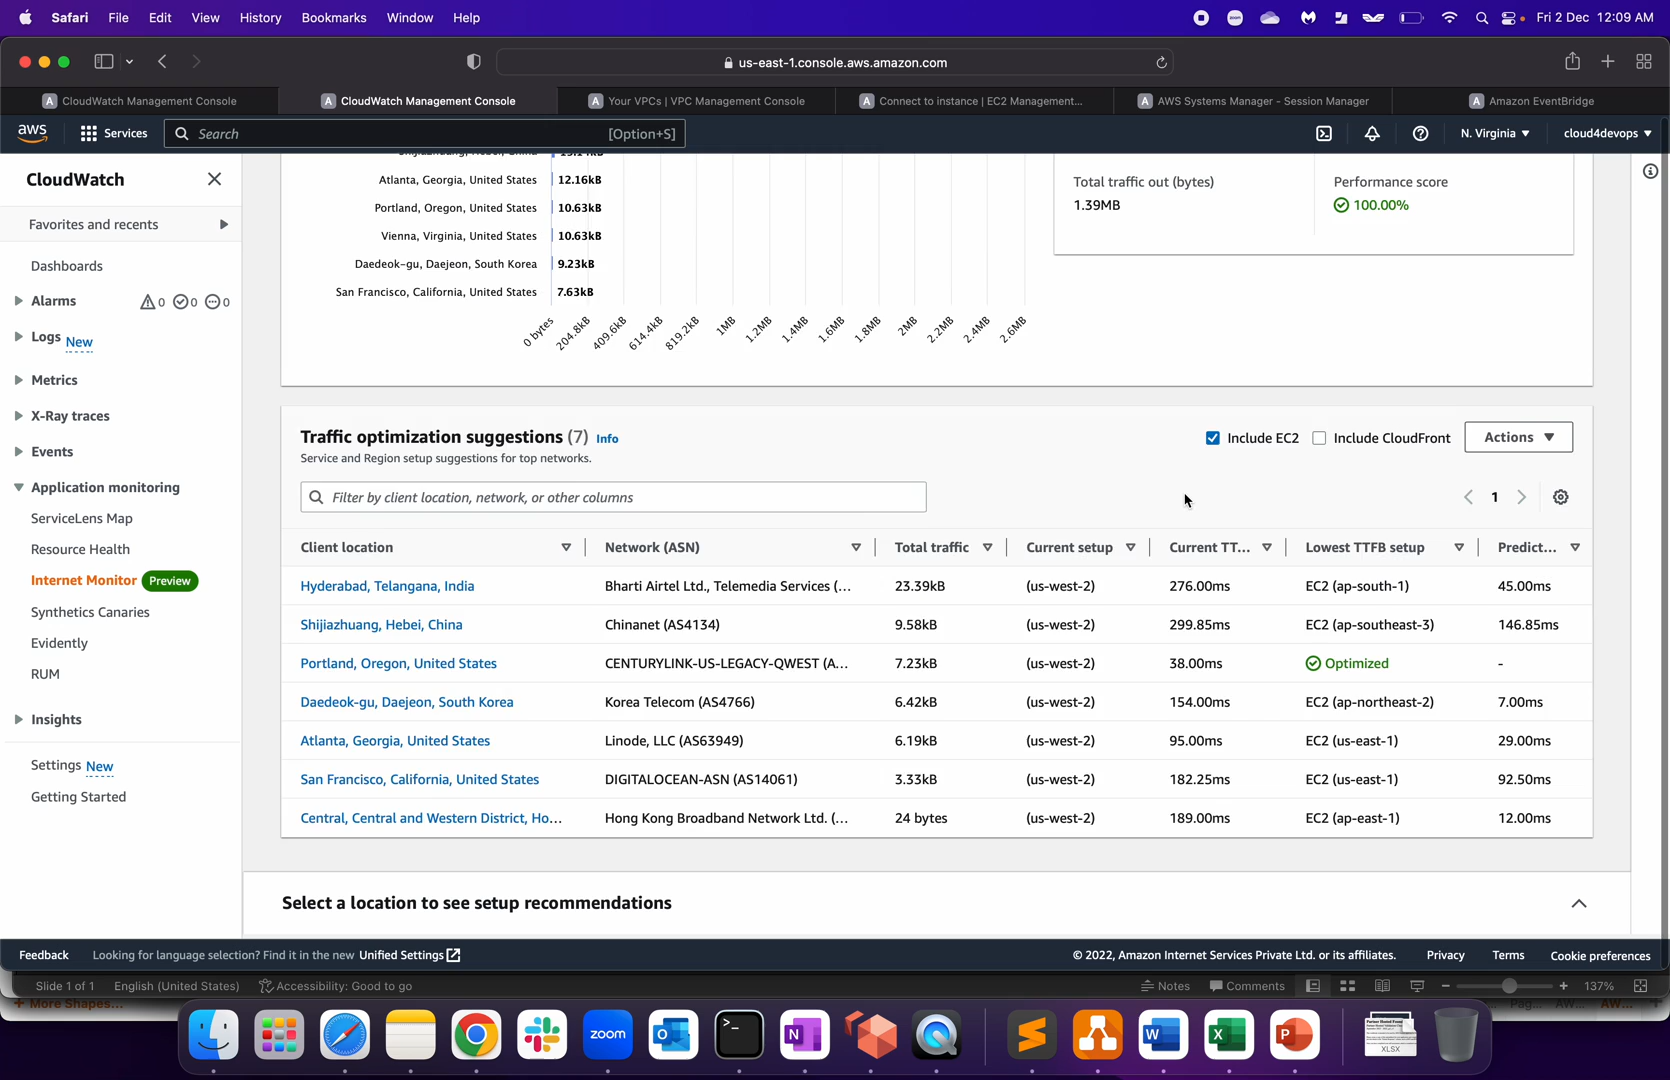 Safari File Edit View History Bookmarks Window Help
zoom
Fri 2 Dec 12:09 AM
us-east-1.console.aws.amazon.com
A CloudWatch Management Console
A CloudWatch Management Console
A Your VPCs | VPC Management Console
A Connect to instance | EC2 Management...
A AWS Systems Manager - Session Manager
A Amazon EventBridge
aws
Services
Search
[Option+S]
N. Virginia
cloud4devops
CloudWatch
Favorites and recents
Dashboards
Alarms 0 0 0
Logs New
Metrics
X-Ray traces
Events
Application monitoring
ServiceLens Map
Resource Health
Internet Monitor Preview
Synthetics Canaries
Evidently
RUM
Insights
Settings New
Getting Started
Atlanta, Georgia, United States 12.16kB
Portland, Oregon, United States 10.63kB
Vienna, Virginia, United States 10.63kB
Daedeok-gu, Daejeon, South Korea 9.23kB
San Francisco, California, United States 7.63kB
0 bytes 204.8kB 409.6kB 614.4kB 819.2kB 1MB 1.2MB 1.4MB 1.6MB 1.8MB 2MB 2.2MB 2.4MB 2.6MB
Total traffic out (bytes)
1.39MB
Performance score
100.00%
Traffic optimization suggestions (7) Info
Service and Region setup suggestions for top networks.
Include EC2 Include CloudFront Actions
Filter by client location, network, or other columns
1
Client location Network (ASN) Total traffic Current setup Current TT... Lowest TTFB setup Predict...
Hyderabad, Telangana, India Bharti Airtel Ltd., Telemedia Services (... 23.39kB (us-west-2) 276.00ms EC2 (ap-south-1) 45.00ms
Shijiazhuang, Hebei, China Chinanet (AS4134) 9.58kB (us-west-2) 299.85ms EC2 (ap-southeast-3) 146.85ms
Portland, Oregon, United States CENTURYLINK-US-LEGACY-QWEST (A... 7.23kB (us-west-2) 38.00ms Optimized -
Daedeok-gu, Daejeon, South Korea Korea Telecom (AS4766) 6.42kB (us-west-2) 154.00ms EC2 (ap-northeast-2) 7.00ms
Atlanta, Georgia, United States Linode, LLC (AS63949) 6.19kB (us-west-2) 95.00ms EC2 (us-east-1) 29.00ms
San Francisco, California, United States DIGITALOCEAN-ASN (AS14061) 3.33kB (us-west-2) 182.25ms EC2 (us-east-1) 92.50ms
Central, Central and Western District, Ho... Hong Kong Broadband Network Ltd. (... 24 bytes (us-west-2) 189.00ms EC2 (ap-east-1) 12.00ms
Select a location to see setup recommendations
Feedback Looking for language selection? Find it in the new Unified Settings
© 2022, Amazon Internet Services Private Ltd. or its affiliates. Privacy Terms Cookie preferences
Slide 1 of 1 English (United States) Accessibility: Good to go
Notes Comments 137%
+ More Shapes...
zoom
O
>_
N
W
X
P
XLSX